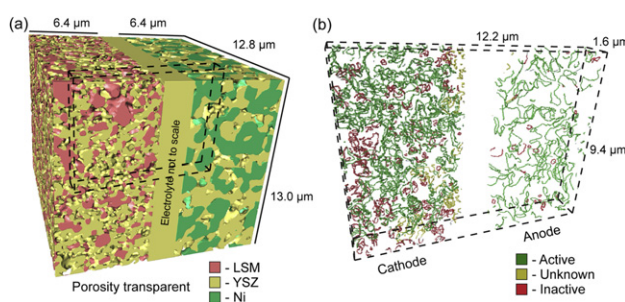 (a)
6.4 µm
6.4 µm
12.8 µm
13.0 µm
Electrolyte not to scale
Porosity transparent
- LSM
- YSZ
- Ni
(b)
12.2 µm
1.6 µm
9.4 µm
Cathode
Anode
- Active
- Unknown
- Inactive